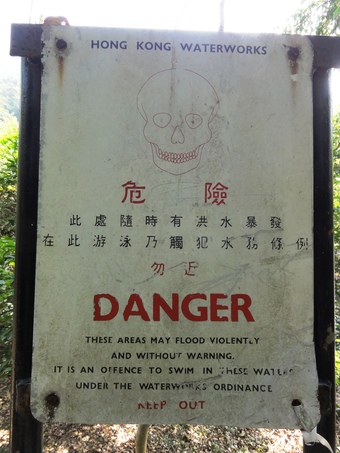 HONG KONG WATERWORKS
危 險
此處隨時有洪水暴發
在此游泳乃觸犯水務條例
勿近
DANGER
THESE AREAS MAY FLOOD VIOLENTLY
AND WITHOUT WARNING.
IT IS AN OFFENCE TO SWIM IN THESE WATERS
UNDER THE WATERWORKS ORDINANCE
KEEP OUT